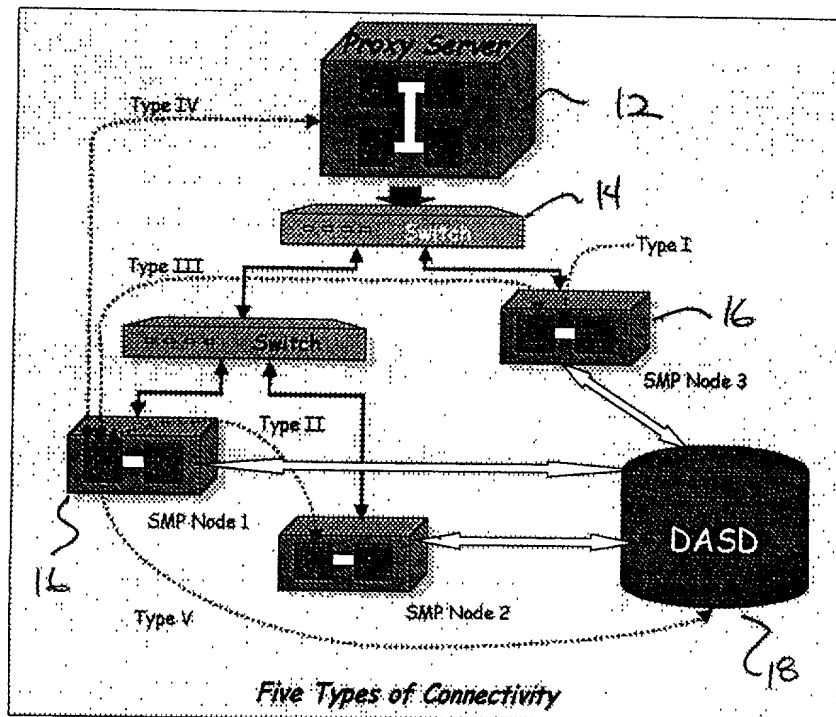 Proxy Server
Type IV
12
I
14
Switch
Type III
Type I
Switch
16
SMP Node 3
Type II
SMP Node 1
DASD
16
SMP Node 2
Type V
18
Five Types of Connectivity